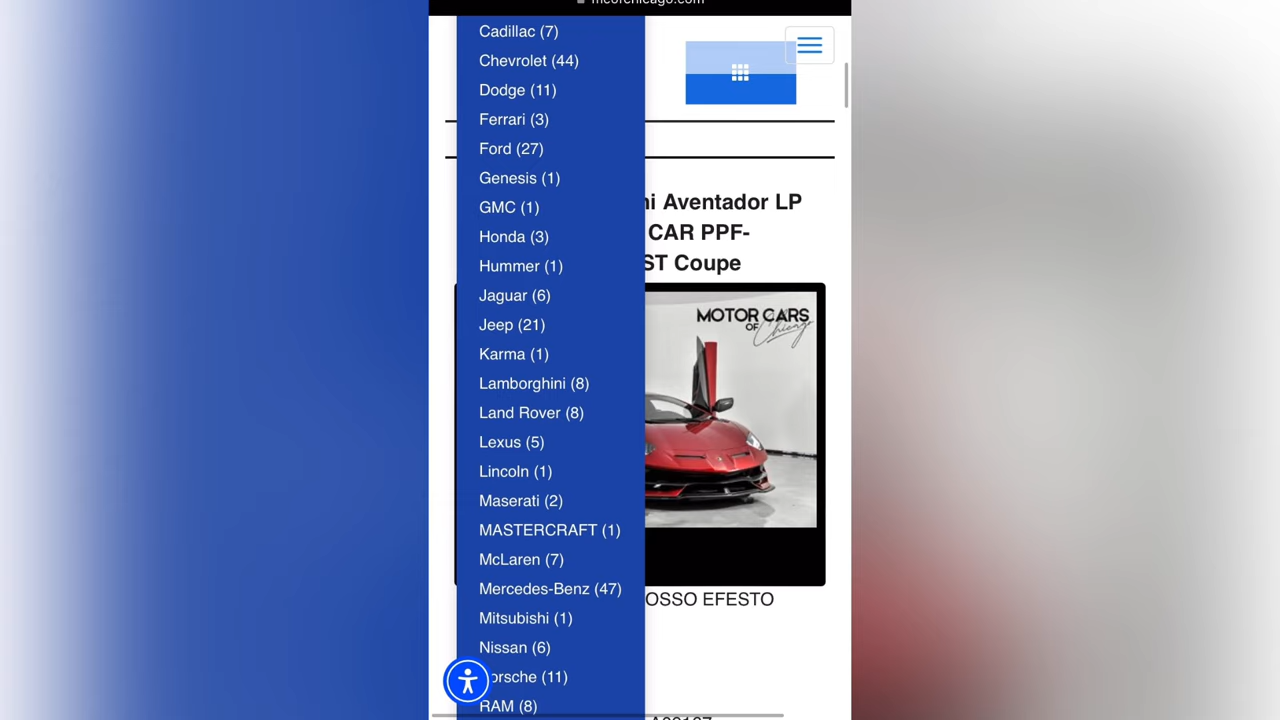 Cadillac (7)
Chevrolet (44)
Dodge (11)
Ferrari (3)
Ford (27)
Genesis (1)
GMC (1)
Honda (3)
Hummer (1)
Jaguar (6)
Jeep (21)
Karma (1)
Lamborghini (8)
Land Rover (8)
Lexus (5)
Lincoln (1)
Maserati (2)
MASTERCRAFT (1)
McLaren (7)
Mercedes-Benz (47)
Mitsubishi (1)
Nissan (6)
orsche (11)
RAM (8)
ni Aventador LP
CAR PPF-
ST Coupe
MOTOR CARS
OF Chicago
OSSO EFESTO